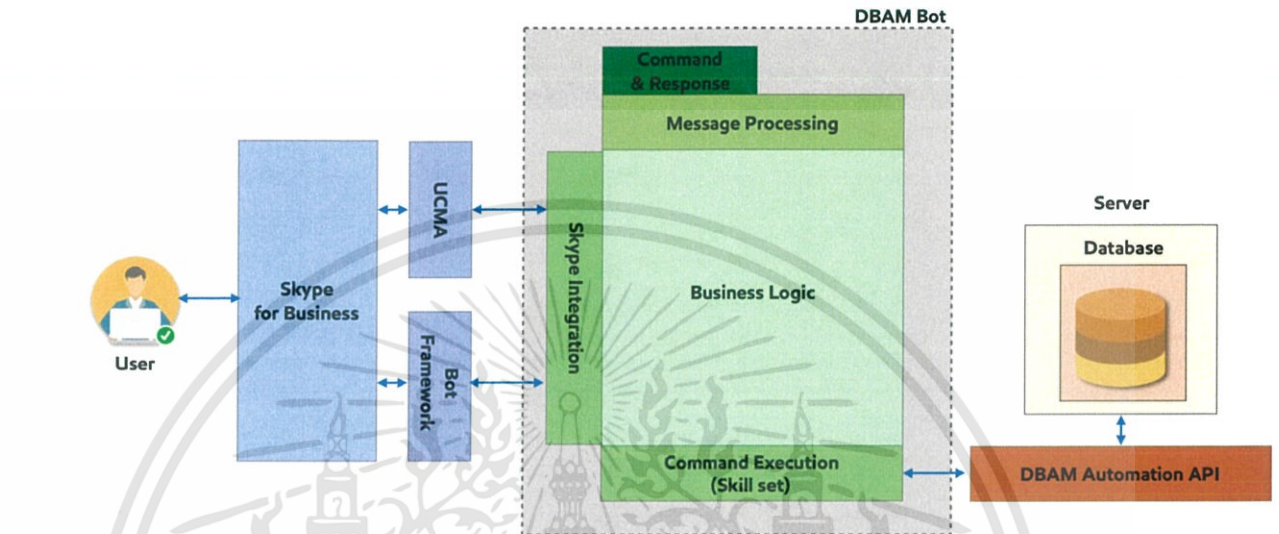 DBAM Bot
Command
& Response
Message Processing
Skype
for Business
UCMA
Bot
Framework
Skype Integration
Business Logic
Command Execution
(Skill set)
User
Server
Database
DBAM Automation API